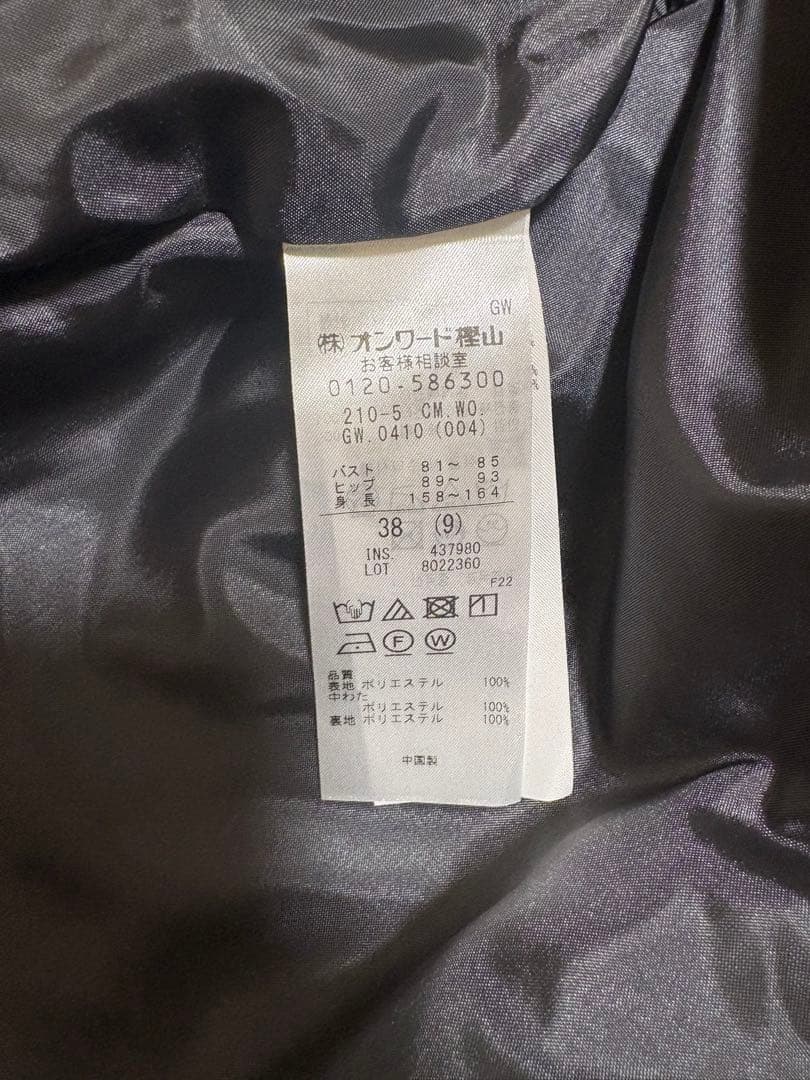 GW
(株)オンワード樫山
お客様相談室
0120-586300
210-5 CM.WO.
GW.0410 (004)
バスト 81~ 85
ヒップ 89~ 93
身長 158~164
38 (9)
INS. 437980
LOT 8022360
F22
F W
品質
表地 ポリエステル 100%
中わた
ポリエステル 100%
裏地 ポリエステル 100%
中国製